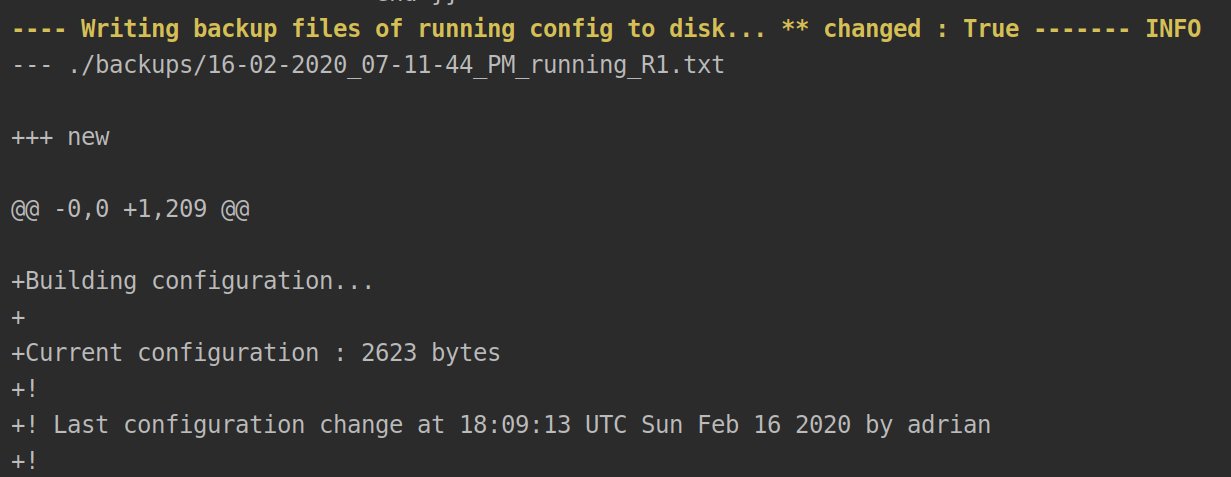 ---- Writing backup files of running config to disk... ** changed : True ------- INFO
--- ./backups/16-02-2020_07-11-44_PM_running_R1.txt
+++ new
@@ -0,0 +1,209 @@
+Building configuration...
+
+Current configuration : 2623 bytes
+!
+! Last configuration change at 18:09:13 UTC Sun Feb 16 2020 by adrian
+!